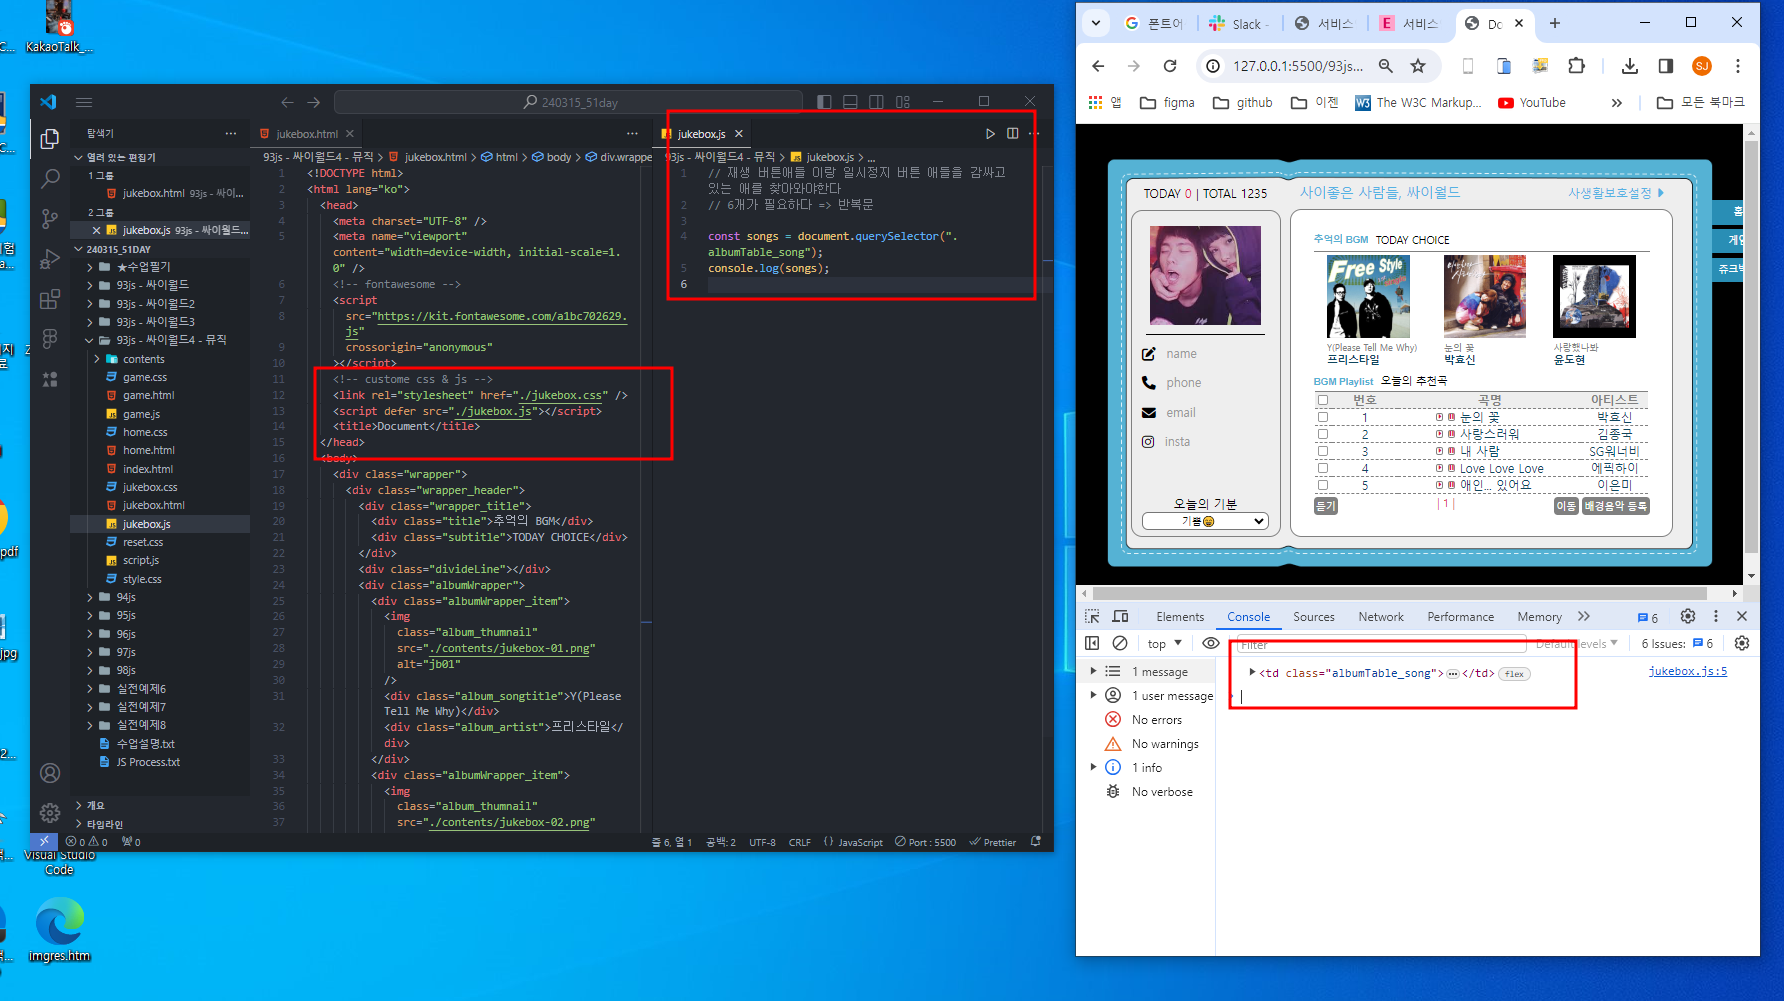 KakaoTalk_...
Visual Studio
Code
imgres.htm
240315_51day
탐색기
열려 있는 편집기
1 그룹
jukebox.html 93js - 싸이...
2 그룹
jukebox.js 93js - 싸이월드...
240315_51DAY
★수업필기
93js - 싸이월드
93js - 싸이월드2
93js - 싸이월드3
93js - 싸이월드4 - 뮤직
contents
game.css
game.html
game.js
home.css
home.html
index.html
jukebox.css
jukebox.html
jukebox.js
reset.css
script.js
style.css
94js
95js
96js
97js
98js
실전예제6
실전예제7
실전예제8
수업설명.txt
JS Process.txt
개요
타임라인
jukebox.html
93js - 싸이월드4 - 뮤직 > jukebox.html > html > body > div.wrappe
1 <!DOCTYPE html>
2 <html lang="ko">
3 <head>
4 <meta charset="UTF-8" />
5 <meta name="viewport"
content="width=device-width, initial-scale=1.
0" />
6 <!-- fontawesome -->
7 <script
8 src="https://kit.fontawesome.com/a1bc702629.
js"
9 crossorigin="anonymous"
10 ></script>
11 <!-- custome css & js -->
12 <link rel="stylesheet" href="./jukebox.css" />
13 <script defer src="./jukebox.js"></script>
14 <title>Document</title>
15 </head>
16 <body>
17 <div class="wrapper">
18 <div class="wrapper_header">
19 <div class="wrapper_title">
20 <div class="title">추억의 BGM</div>
21 <div class="subtitle">TODAY CHOICE</div>
22 </div>
23 <div class="divideLine"></div>
24 <div class="albumWrapper">
25 <div class="albumWrapper_item">
26 <img
27 class="album_thumnail"
28 src="./contents/jukebox-01.png"
29 alt="jb01"
30 />
31 <div class="album_songtitle">Y(Please
Tell Me Why)</div>
32 <div class="album_artist">프리스타일</
div>
33 </div>
34 <div class="albumWrapper_item">
35 <img
36 class="album_thumnail"
37 src="./contents/jukebox-02.png"
jukebox.js
93js - 싸이월드4 - 뮤직 > jukebox.js > ...
1 // 재생 버튼애들 이랑 일시정지 버튼 애들을 감싸고
있는 애를 찾아와야한다
2 // 6개가 필요하다 => 반복문
3
4 const songs = document.querySelector(".
albumTable_song");
5 console.log(songs);
6
0 0 0
줄 6, 열 1 공백: 2 UTF-8 CRLF {} JavaScript Port : 5500 Prettier
폰트어 Slack - 서비스 서비스 Dc
127.0.0.1:5500/93js... SJ
앱 figma github 이젠 The W3C Markup... YouTube » 모든 북마크
TODAY 0 | TOTAL 1235 사이좋은 사람들, 싸이월드 사생활보호설정
홈
게임
쥬크박
name
phone
email
insta
오늘의 기분
기쁨
추억의 BGM TODAY CHOICE
Free Style
Y(Please Tell Me Why) 눈의 꽃 사랑했나봐
프리스타일 박효신 윤도현
BGM Playlist 오늘의 추천곡
번호 곡명 아티스트
1 눈의 꽃 박효신
2 사랑스러워 김종국
3 내 사람 SG워너비
4 Love Love Love 에픽하이
5 애인... 있어요 이은미
듣기 | 1 | 이동 배경음악 등록
Elements Console Sources Network Performance Memory » 6
top Filter Default levels 6 Issues: 6
1 message
1 user message
No errors
No warnings
1 info
No verbose
<td class="albumTable_song">…</td> flex jukebox.js:5